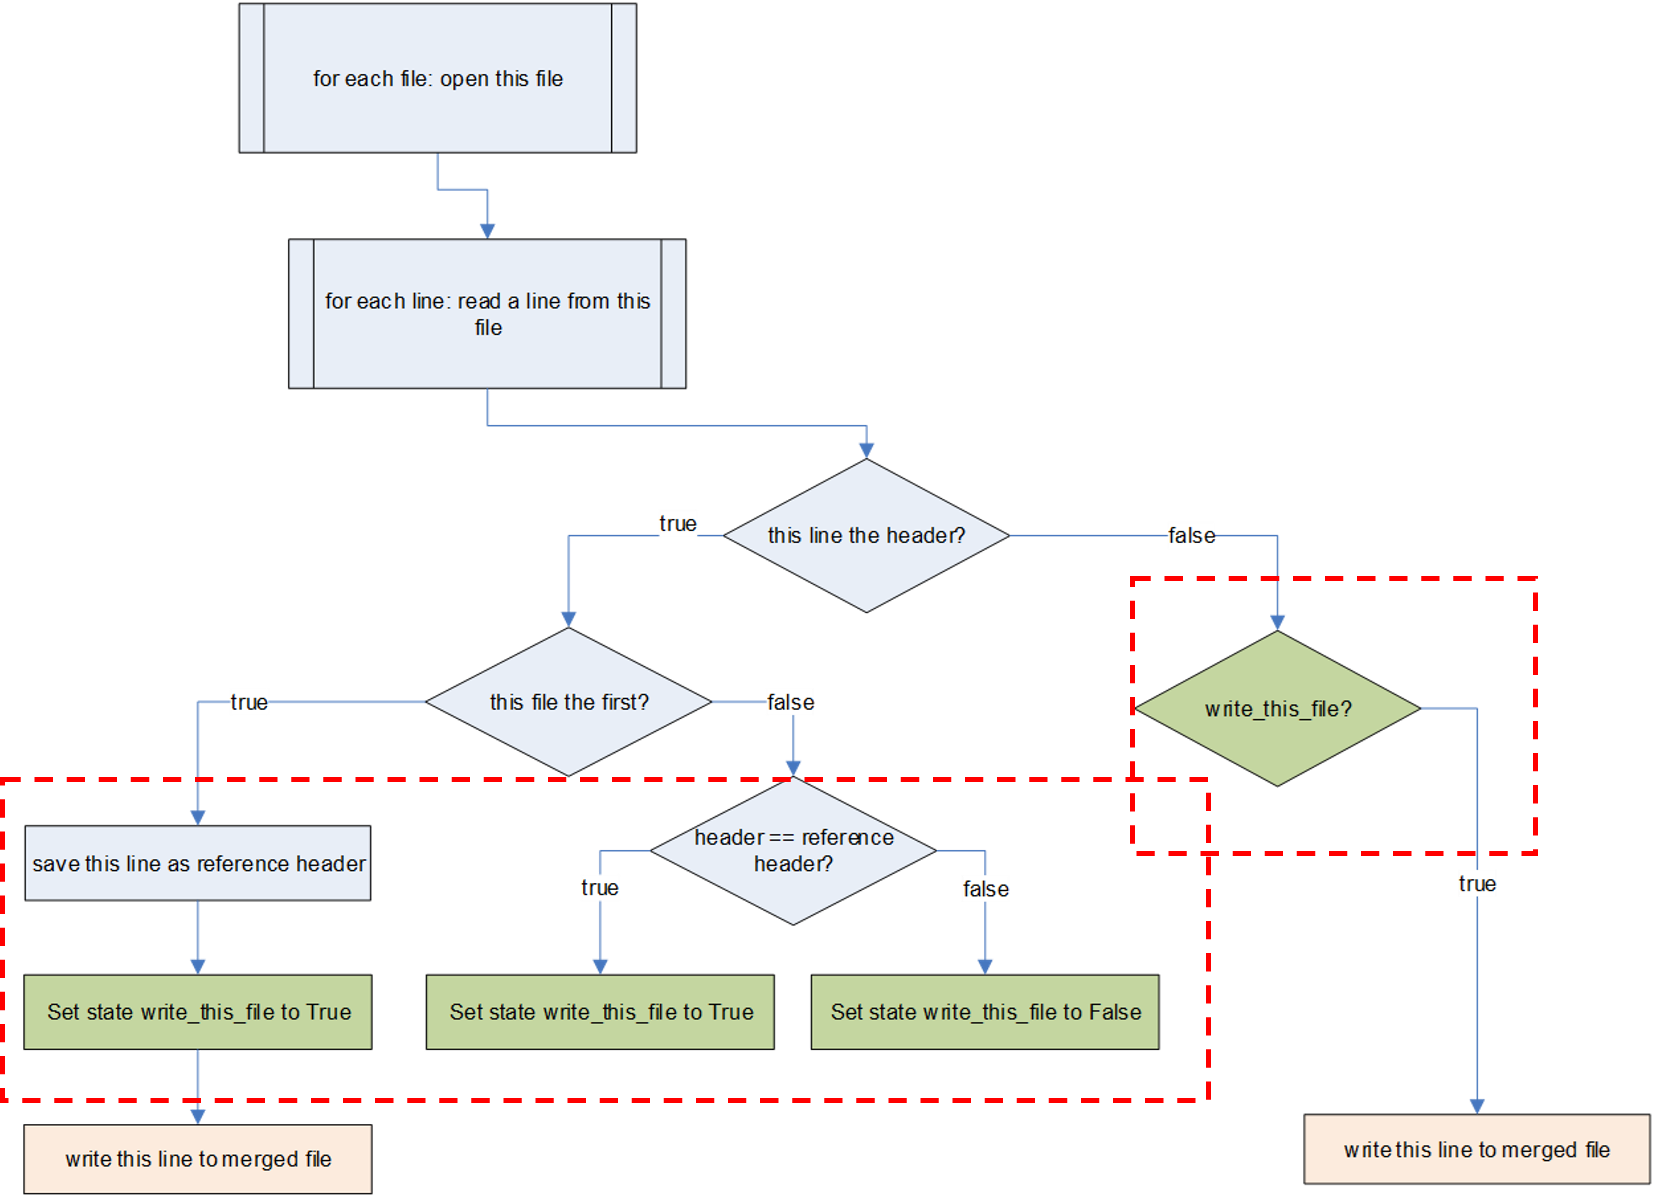 for each file: open this file
for each line: read a line from this
file
this line the header?
true
false
this file the first?
true
false
write_this_file?
header == reference
header?
save this line as reference header
true
false
true
Set state write_this_file to True
Set state write_this_file to True
Set state write_this_file to False
write this line to merged file
write this line to merged file